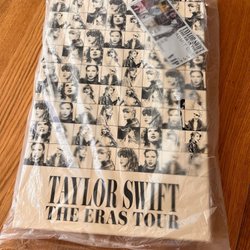 TAYLOR SWIFT
THE ERAS TOUR